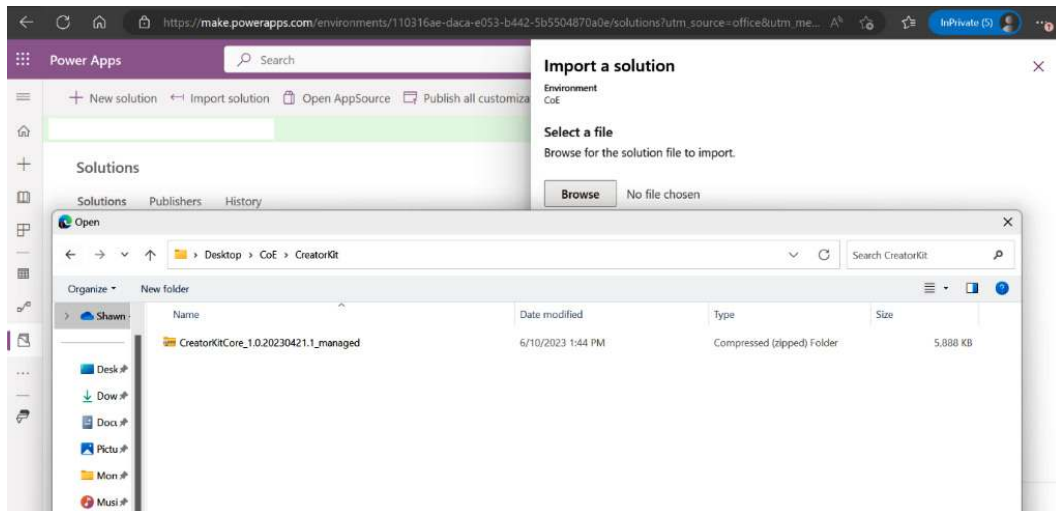 https://make.powerapps.com/environments/110316ae-daca-e053-b442-5b5504870a0e/solutions?utm_source=office&utm_me... InPrivate (5)
Power Apps Search
New solution Import solution Open AppSource Publish all customiza
Import a solution
Environment
CoE
Select a file
Browse for the solution file to import.
Browse No file chosen
Solutions
Solutions Publishers History
Open
Desktop > CoE > CreatorKit Search CreatorKit
Organize New folder
Shawn
Name Date modified Type Size
CreatorKitCore_1.0.20230421.1_managed 6/10/2023 1:44 PM Compressed (zipped) Folder 5,888 KB
Desk
Dow
Docu
Pictu
Mon
Musi